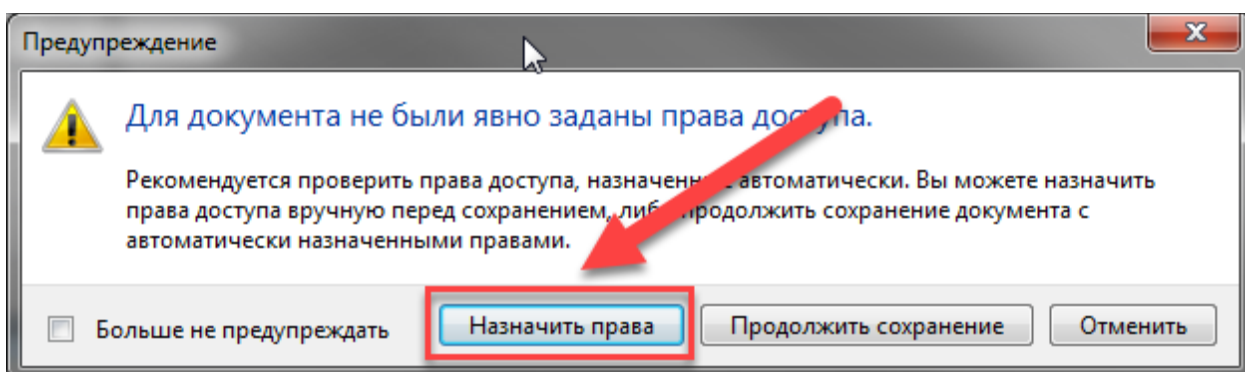 Предупреждение
Для документа не были явно заданы права доступа.
Рекомендуется проверить права доступа, назначенные автоматически. Вы можете назначить
права доступа вручную перед сохранением, либо продолжить сохранение документа с
автоматически назначенными правами.
Больше не предупреждать
Назначить права
Продолжить сохранение
Отменить